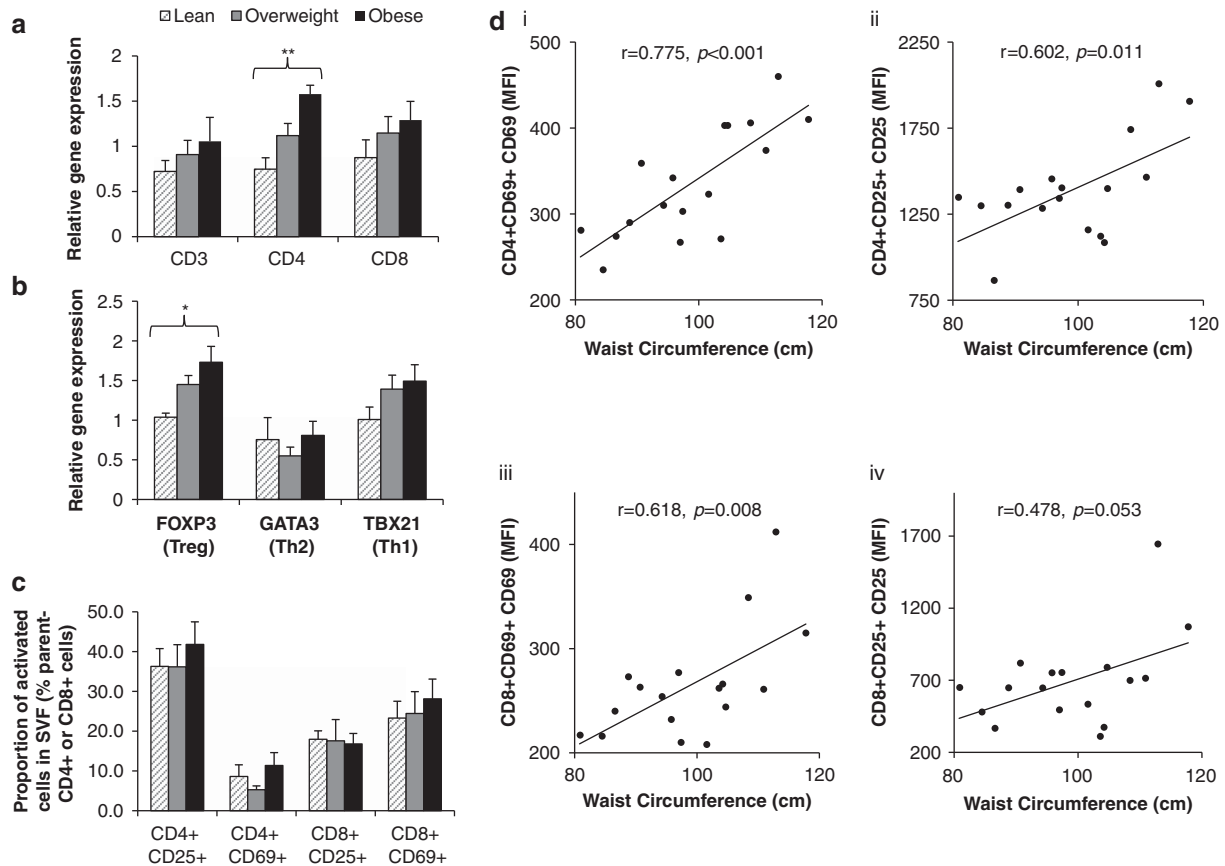 Lean Overweight Obese
a
Relative gene expression
2
1.5
1
0.5
0
**
CD3 CD4 CD8
b
Relative gene expression
2.5
2
1.5
1
0.5
0
*
FOXP3 GATA3 TBX21
(Treg) (Th2) (Th1)
c
Proportion of activated
cells in SVF (% parent-
CD4+ or CD8+ cells)
50.0
40.0
30.0
20.0
10.0
0.0
CD4+ CD4+ CD8+ CD8+
CD25+ CD69+ CD25+ CD69+
d
i
r=0.775, p<0.001
CD4+CD69+ CD69 (MFI)
500
400
300
200
80 100 120
Waist Circumference (cm)
ii
r=0.602, p=0.011
CD4+CD25+ CD25 (MFI)
2250
1750
1250
750
80 100 120
Waist Circumference (cm)
iii
r=0.618, p=0.008
CD8+CD69+ CD69 (MFI)
400
300
200
80 100 120
Waist Circumference (cm)
iv
r=0.478, p=0.053
CD8+CD25+ CD25 (MFI)
1700
1200
700
200
80 100 120
Waist Circumference (cm)